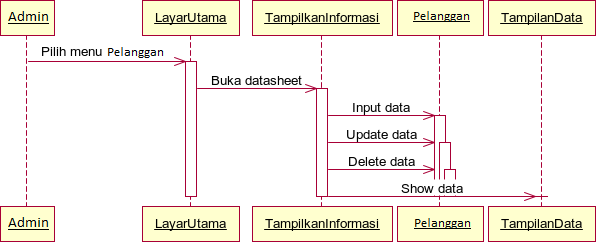 Admin LayarUtama TampilkanInformasi Pelanggan TampilanData
Pilih menu Pelanggan
Buka datasheet
Input data
Update data
Delete data
Show data
Admin LayarUtama TampilkanInformasi Pelanggan TampilanData